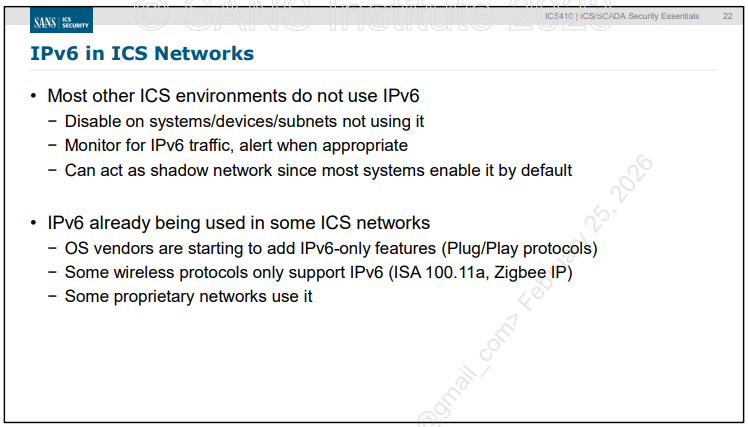 © SANS Institute 2026
SANS | ICS SECURITY
ICS410 | ICS/SCADA Security Essentials 22
IPv6 in ICS Networks
• Most other ICS environments do not use IPv6
− Disable on systems/devices/subnets not using it
− Monitor for IPv6 traffic, alert when appropriate
− Can act as shadow network since most systems enable it by default
• IPv6 already being used in some ICS networks
− OS vendors are starting to add IPv6-only features (Plug/Play protocols)
− Some wireless protocols only support IPv6 (ISA 100.11a, Zigbee IP)
− Some proprietary networks use it
@gmail_com> February 25, 2026